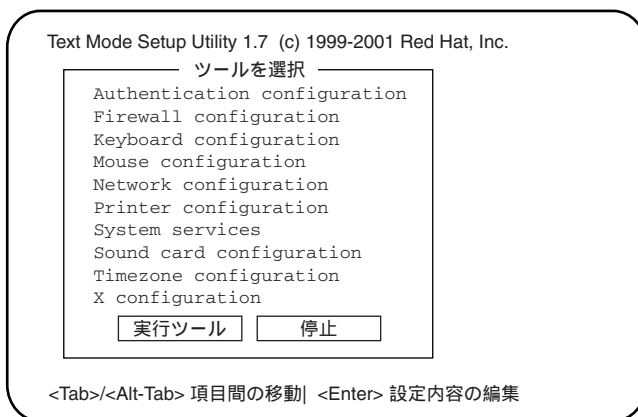 Text Mode Setup Utility 1.7 (c) 1999-2001 Red Hat, Inc.
ツールを選択
Authentication configuration
Firewall configuration
Keyboard configuration
Mouse configuration
Network configuration
Printer configuration
System services
Sound card configuration
Timezone configuration
X configuration
実行ツール 停止
<Tab>/<Alt-Tab> 項目間の移動| <Enter> 設定内容の編集